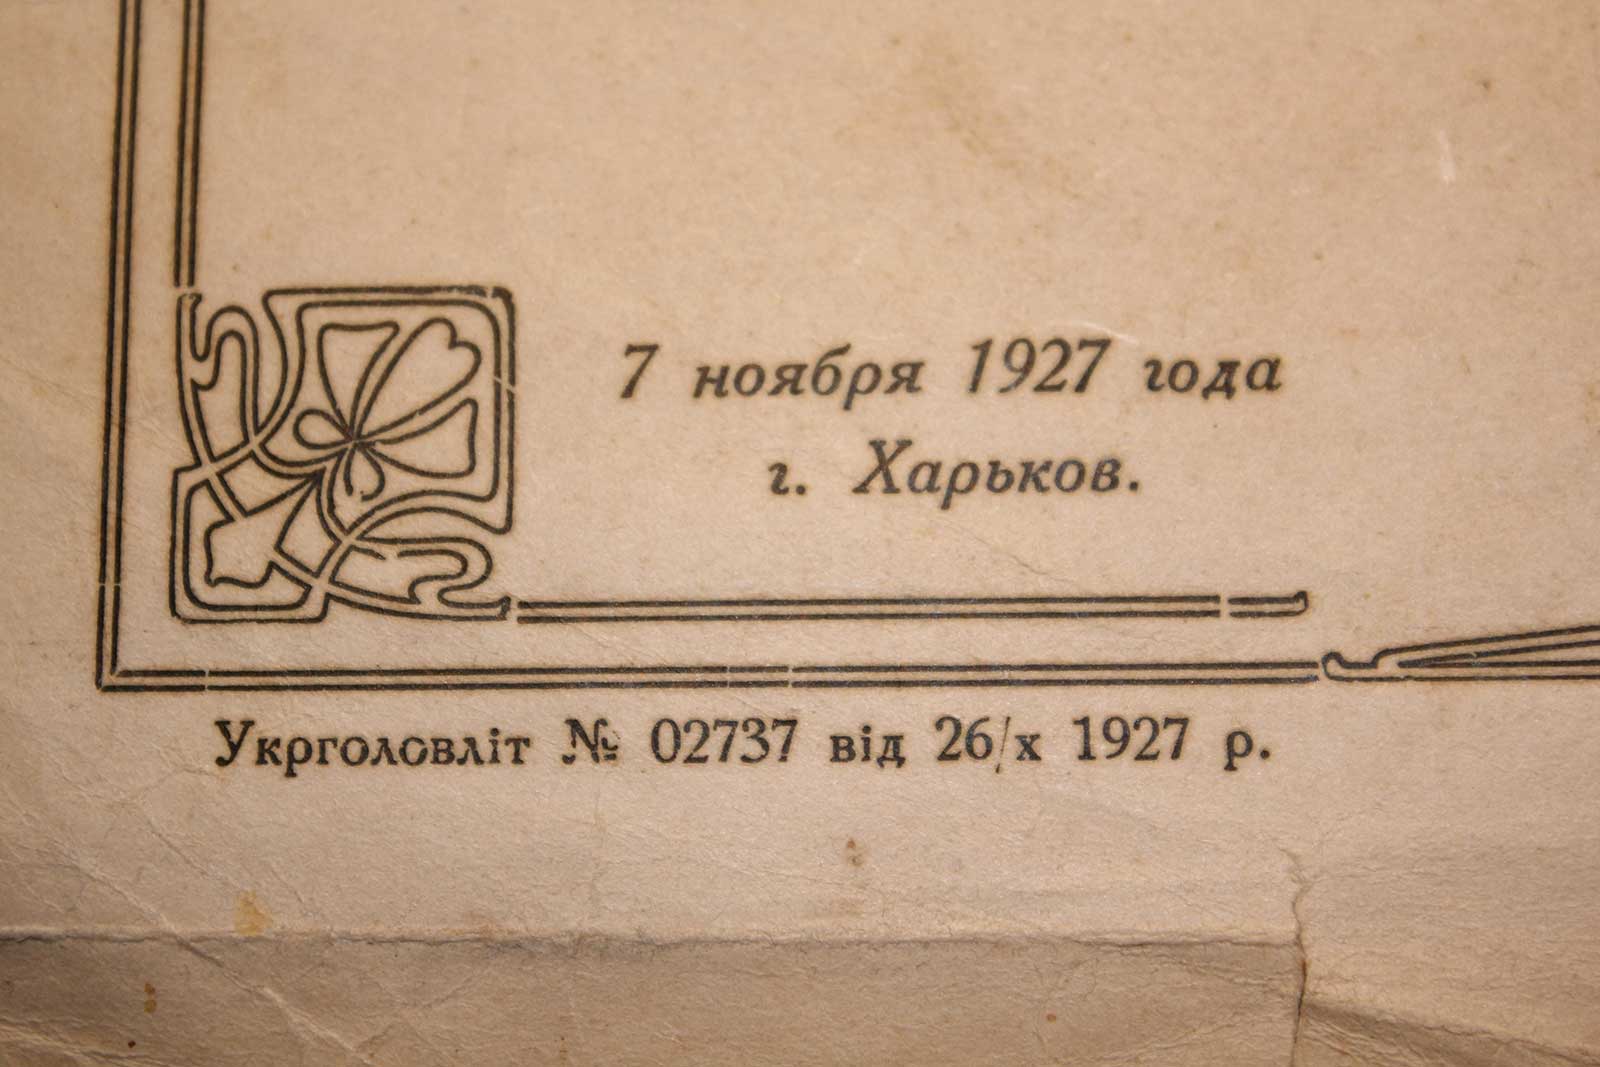 7 ноября 1927 года
г. Харьков.
Укрголовліт № 02737 від 26/х 1927 р.